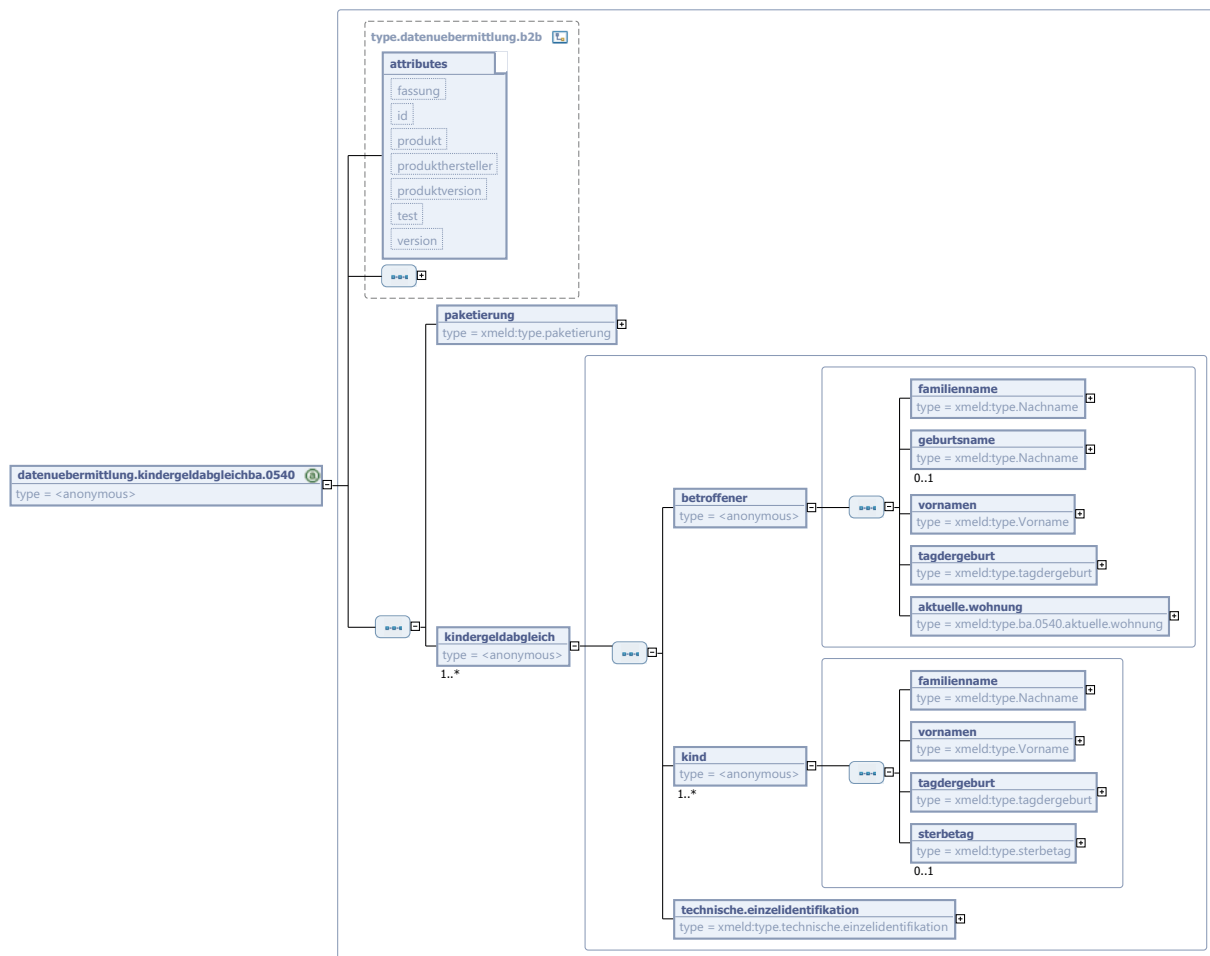 type.datenuebermittlung.b2b
attributes
fassung
id
produkt
produkthersteller
produktversion
test
version
paketierung
type = xmeld:type.paketierung
datenuebermittlung.kindergeldabgleichba.0540
type = <anonymous>
kindergeldabgleich
type = <anonymous>
1..*
betroffener
type = <anonymous>
familienname
type = xmeld:type.Nachname
geburtsname
type = xmeld:type.Nachname
0..1
vornamen
type = xmeld:type.Vorname
tagdergeburt
type = xmeld:type.tagdergeburt
aktuelle.wohnung
type = xmeld:type.ba.0540.aktuelle.wohnung
kind
type = <anonymous>
1..*
familienname
type = xmeld:type.Nachname
vornamen
type = xmeld:type.Vorname
tagdergeburt
type = xmeld:type.tagdergeburt
sterbetag
type = xmeld:type.sterbetag
0..1
technische.einzelidentifikation
type = xmeld:type.technische.einzelidentifikation